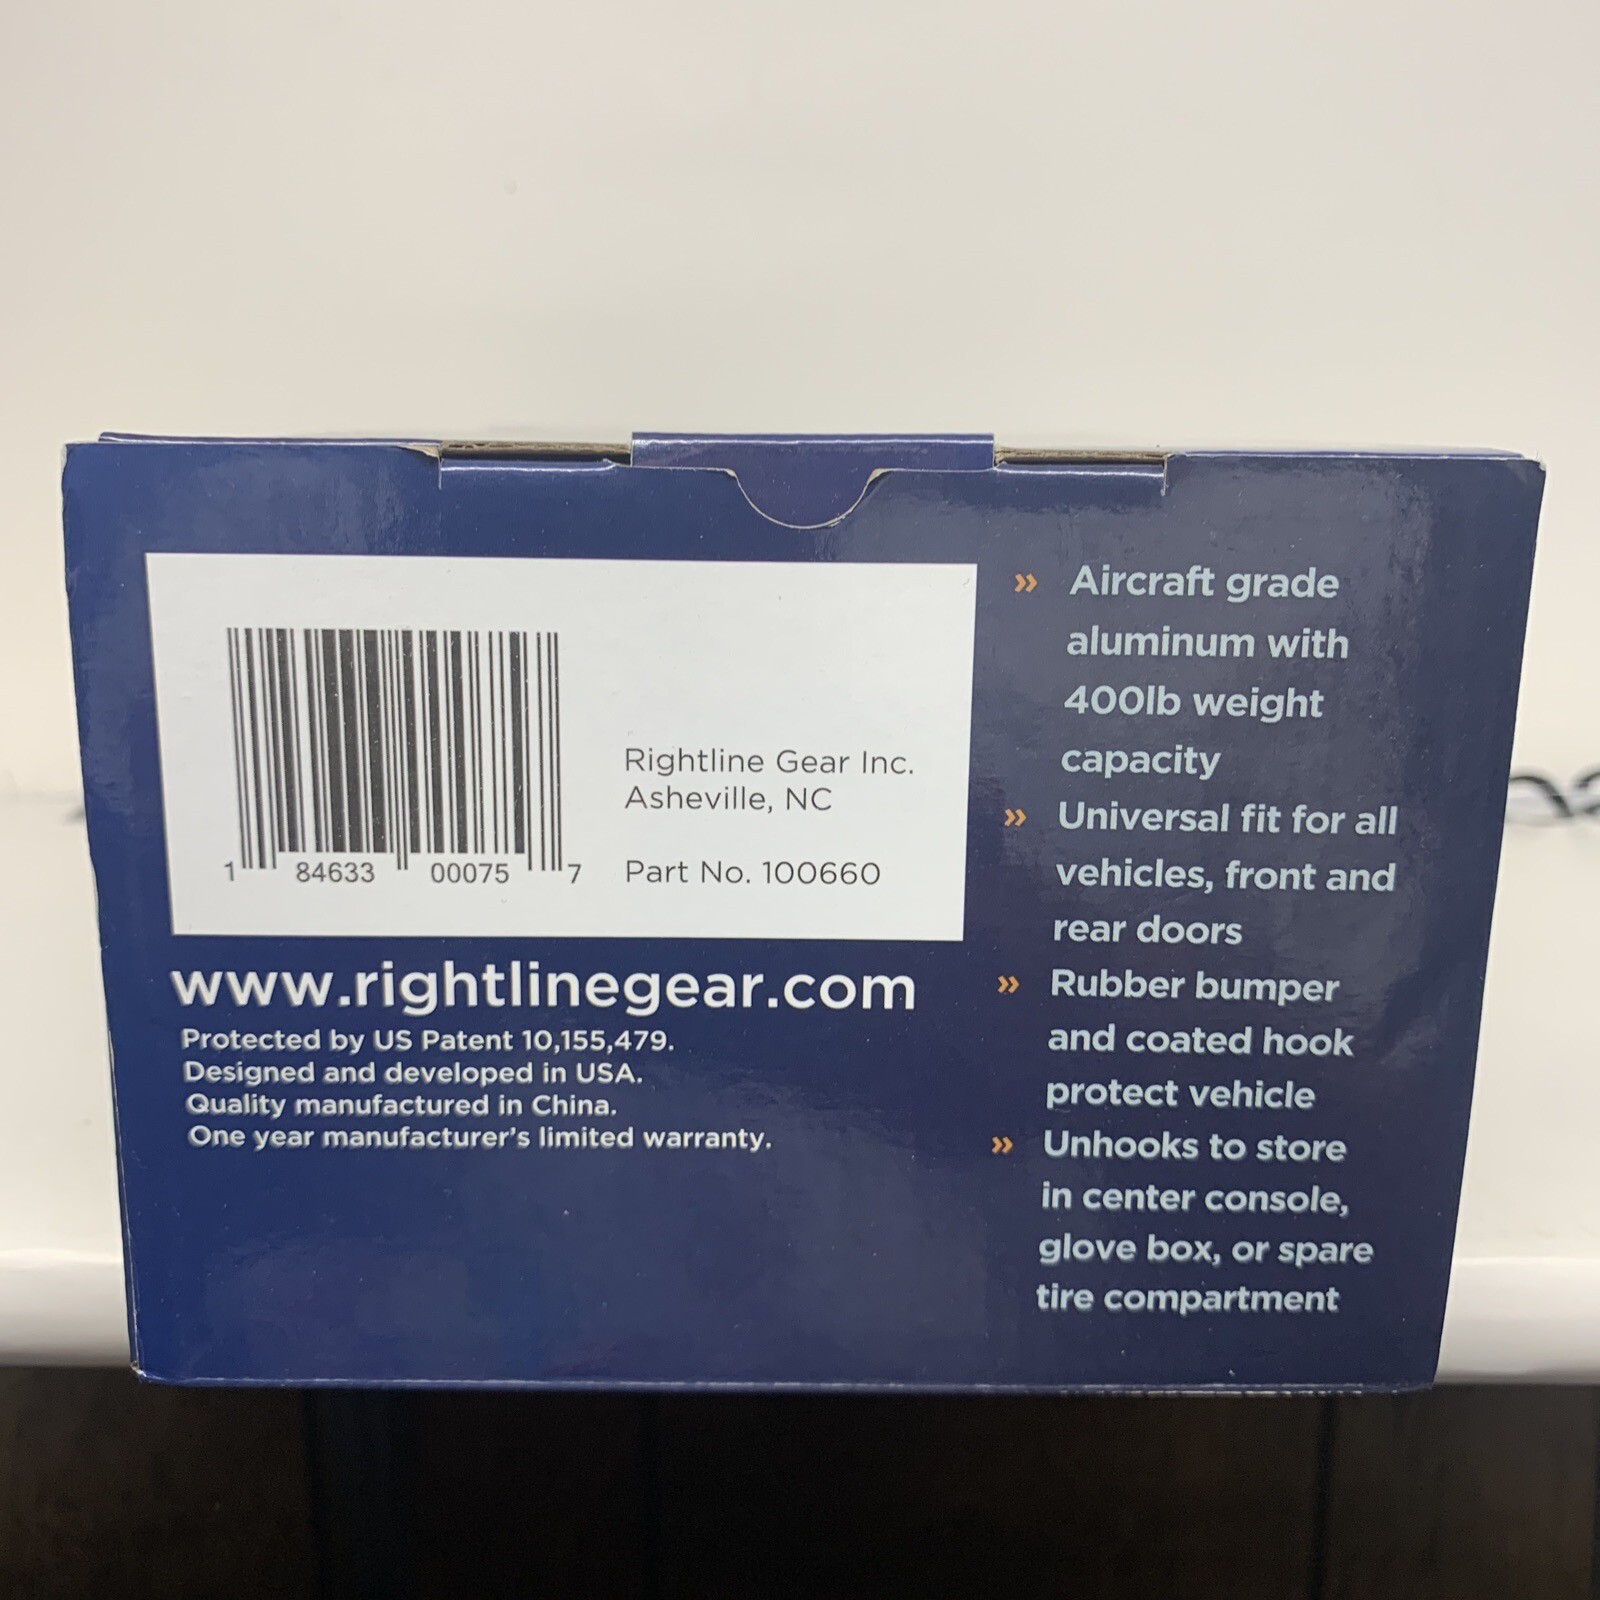 1 84633 00075 7
Rightline Gear Inc.
Asheville, NC
Part No. 100660
www.rightlinegear.com
Protected by US Patent 10,155,479.
Designed and developed in USA.
Quality manufactured in China.
One year manufacturer's limited warranty.
» Aircraft grade
aluminum with
400lb weight
capacity
» Universal fit for all
vehicles, front and
rear doors
» Rubber bumper
and coated hook
protect vehicle
» Unhooks to store
in center console,
glove box, or spare
tire compartment